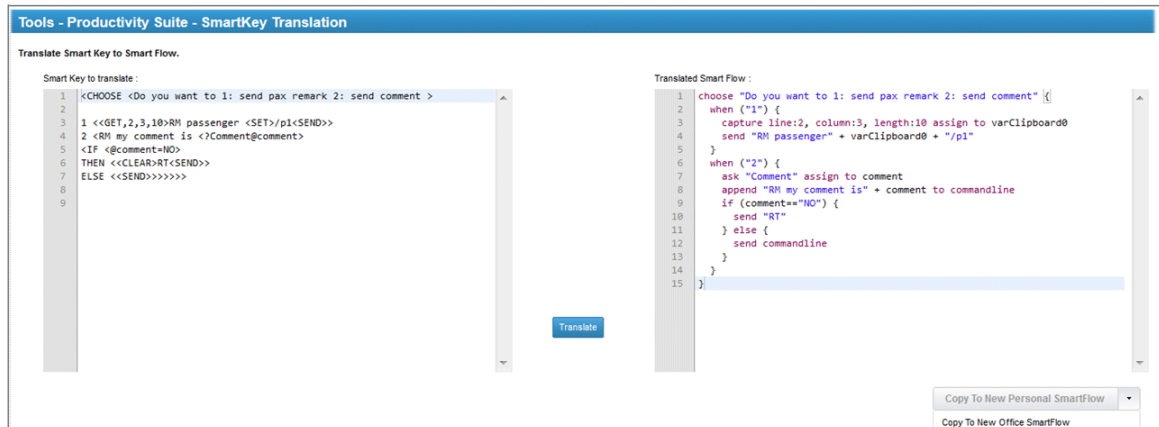 Tools - Productivity Suite - SmartKey Translation
Translate Smart Key to Smart Flow.
Smart Key to translate :
1 <CHOOSE <Do you want to 1: send pax remark 2: send comment >
2
3 1 <<GET,2,3,10>RM passenger <SET>/p1<SEND>>
4 2 <RM my comment is <?Comment@comment>
5 <IF <@comment=NO>
6 THEN <<CLEAR>RT<SEND>>
7 ELSE <<SEND>>>>>>>
8
9
Translate
Translated Smart Flow :
1 choose "Do you want to 1: send pax remark 2: send comment" {
2 when ("1") {
3 capture line:2, column:3, length:10 assign to varClipboard0
4 send "RM passenger" + varClipboard0 + "/p1"
5 }
6 when ("2") {
7 ask "Comment" assign to comment
8 append "RM my comment is" + comment to commandline
9 if (comment=="NO") {
10 send "RT"
11 } else {
12 send commandline
13 }
14 }
15 }
Copy To New Personal SmartFlow
Copy To New Office SmartFlow